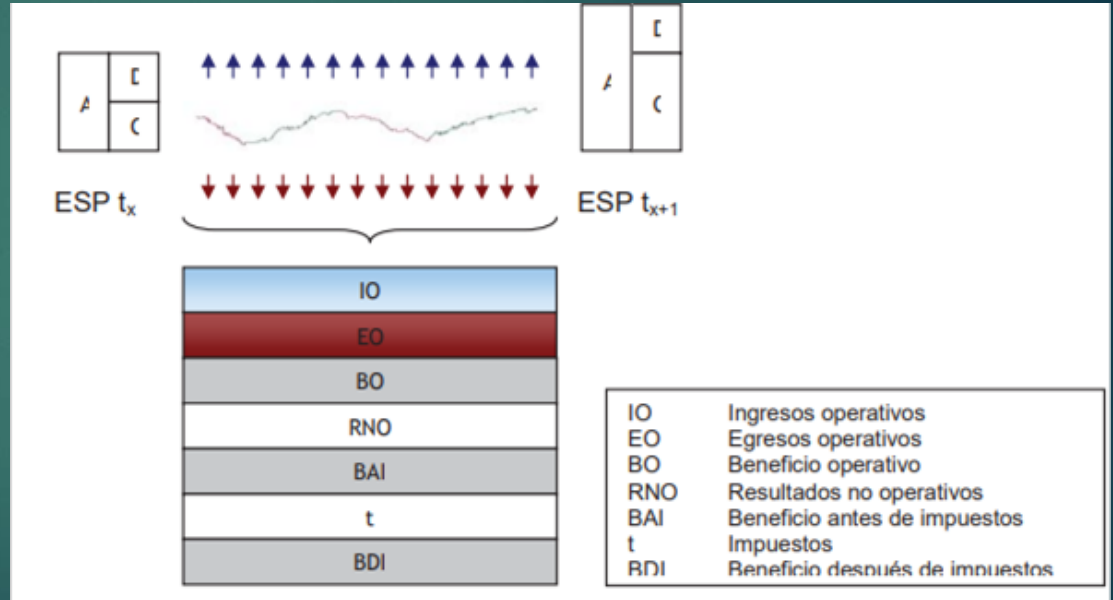 ESP tx
ESP tx+1
IO
EO
BO
RNO
BAI
t
BDI
IO Ingresos operativos
EO Egresos operativos
BO Beneficio operativo
RNO Resultados no operativos
BAI Beneficio antes de impuestos
t Impuestos
BDI Beneficio después de impuestos